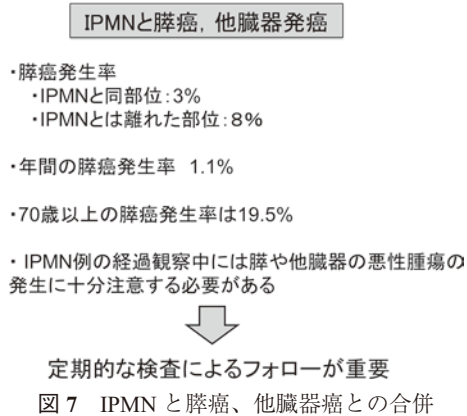 IPMNと膵癌，他臓器発癌
・膵癌発生率
・IPMNと同部位：3%
・IPMNとは離れた部位：８％
・年間の膵癌発生率 1.1%
・70歳以上の膵癌発生率は19.5%
・ IPMN例の経過観察中には膵や他臓器の悪性腫瘍の
発生に十分注意する必要がある
定期的な検査によるフォローが重要
図 7　IPMN と膵癌、他臓器癌との合併